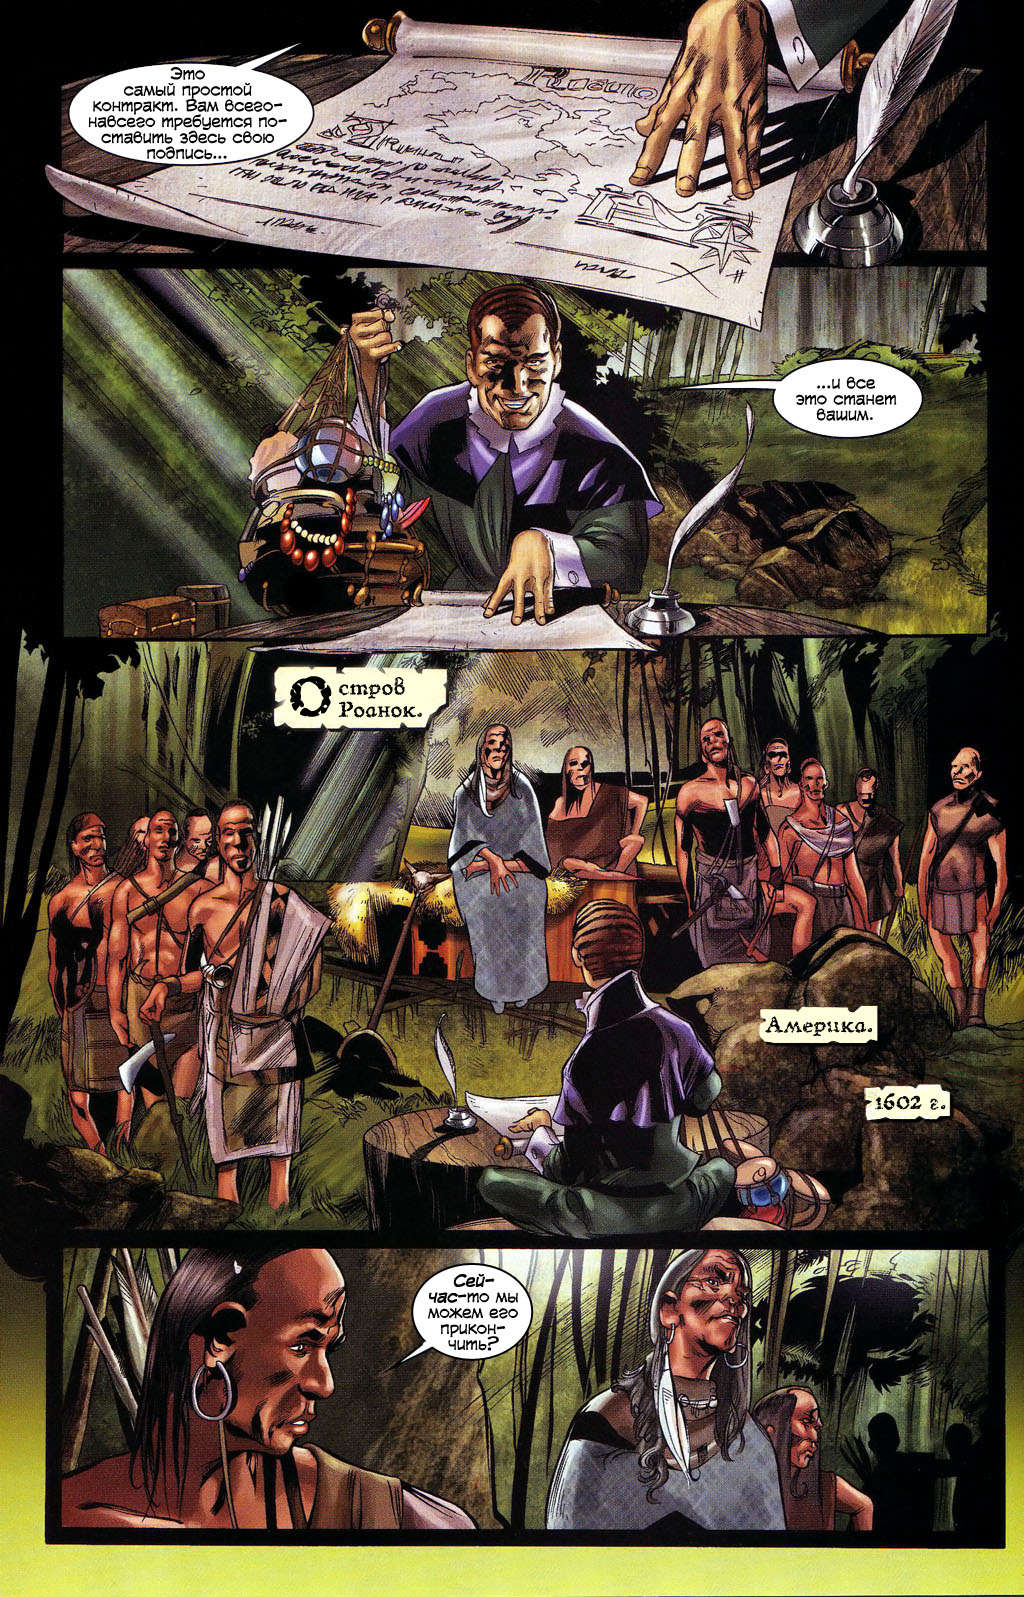 Это
самый простой
контракт. Вам всего-
навсего требуется по-
ставить здесь свою
подпись...
...и все
это станет
вашим.
Остров
Роанок.
Америка.
1602 г.
Сей-
час-то мы
можем его
прикон-
чить?